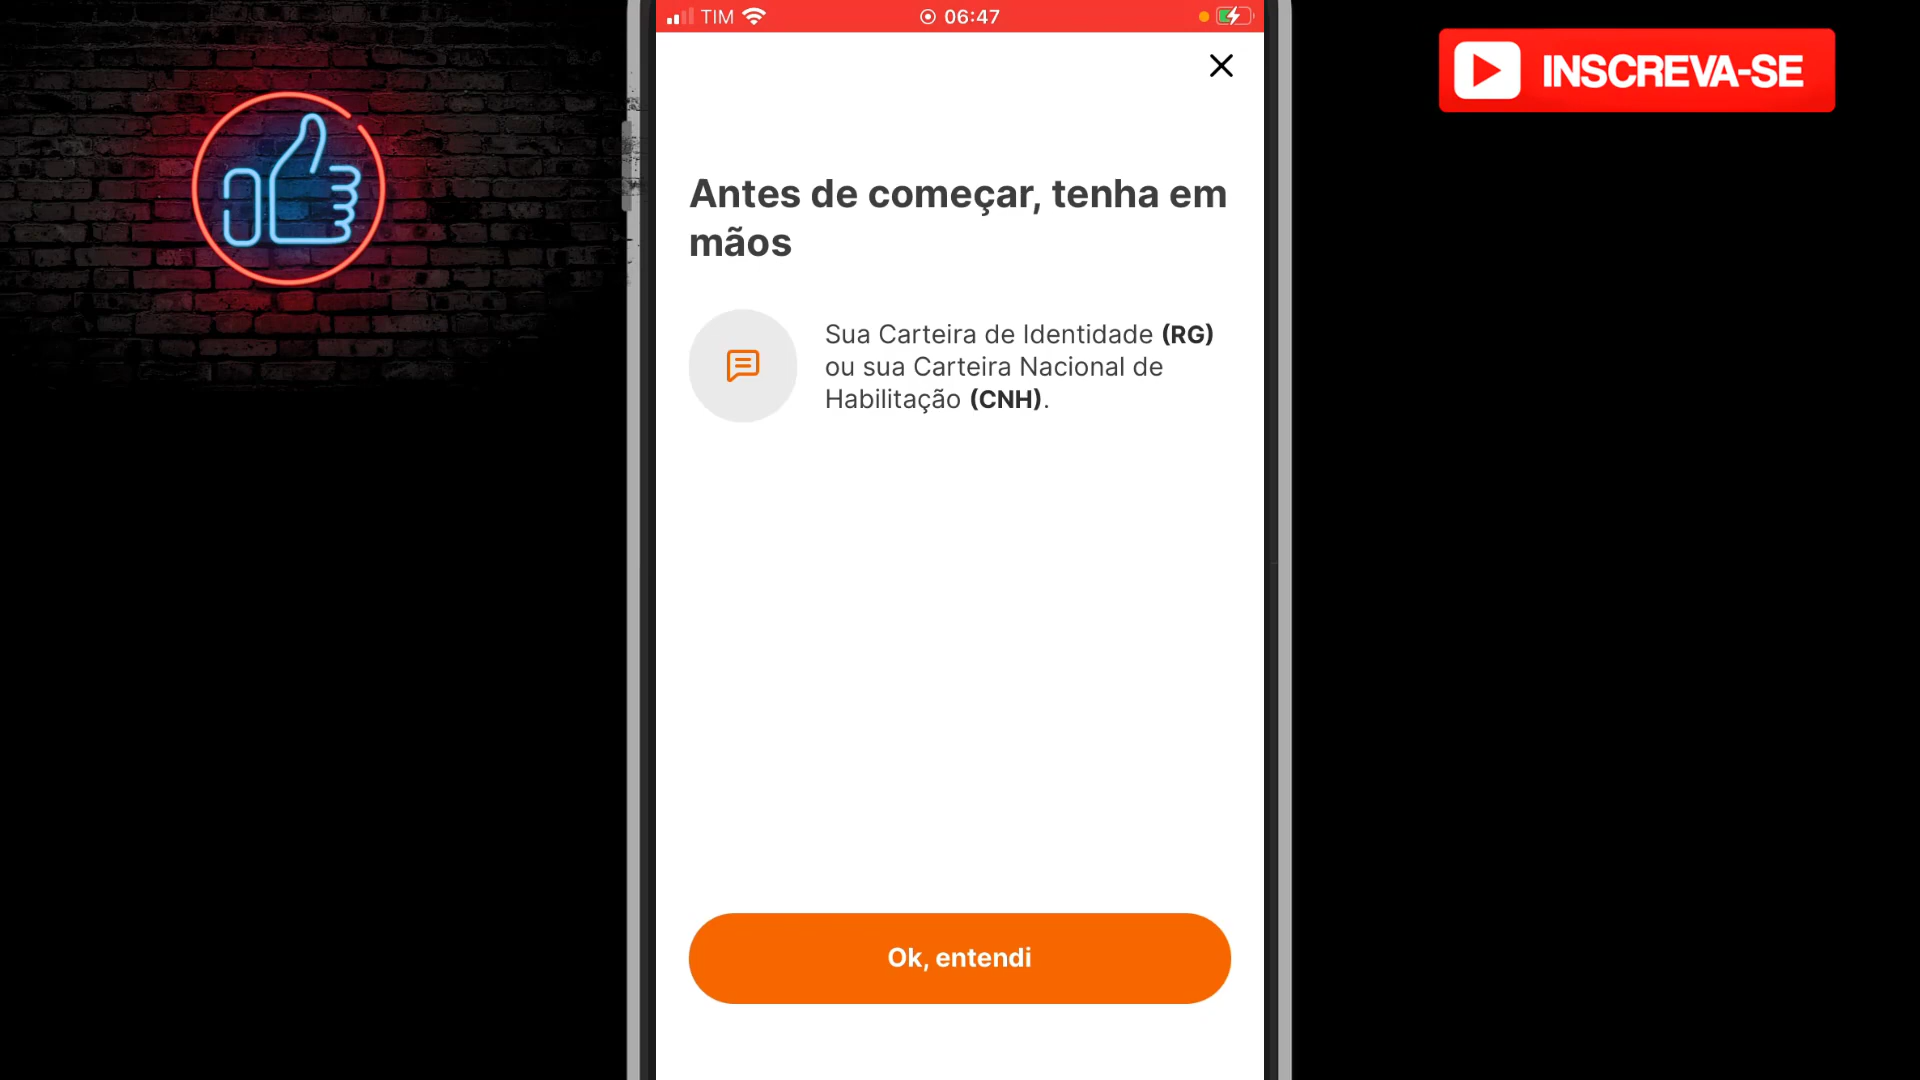 TIM
06:47
INSCREVA-SE
Antes de começar, tenha em
mãos
Sua Carteira de Identidade (RG)
ou sua Carteira Nacional de
Habilitação (CNH).
Ok, entendi